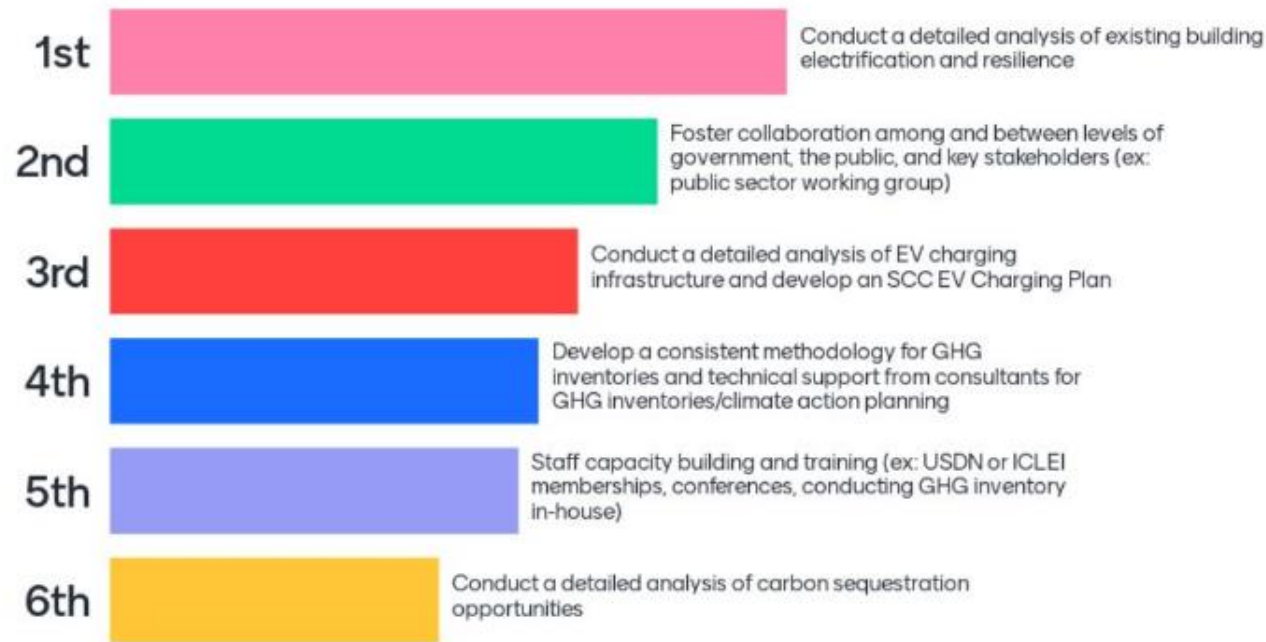 1st
Conduct a detailed analysis of existing building
electrification and resilience
2nd
Foster collaboration among and between levels of
government, the public, and key stakeholders (ex:
public sector working group)
3rd
Conduct a detailed analysis of EV charging
infrastructure and develop an SCC EV Charging Plan
4th
Develop a consistent methodology for GHG
inventories and technical support from consultants for
GHG inventories/climate action planning
5th
Staff capacity building and training (ex: USDN or ICLEI
memberships, conferences, conducting GHG inventory
in-house)
6th
Conduct a detailed analysis of carbon sequestration
opportunities